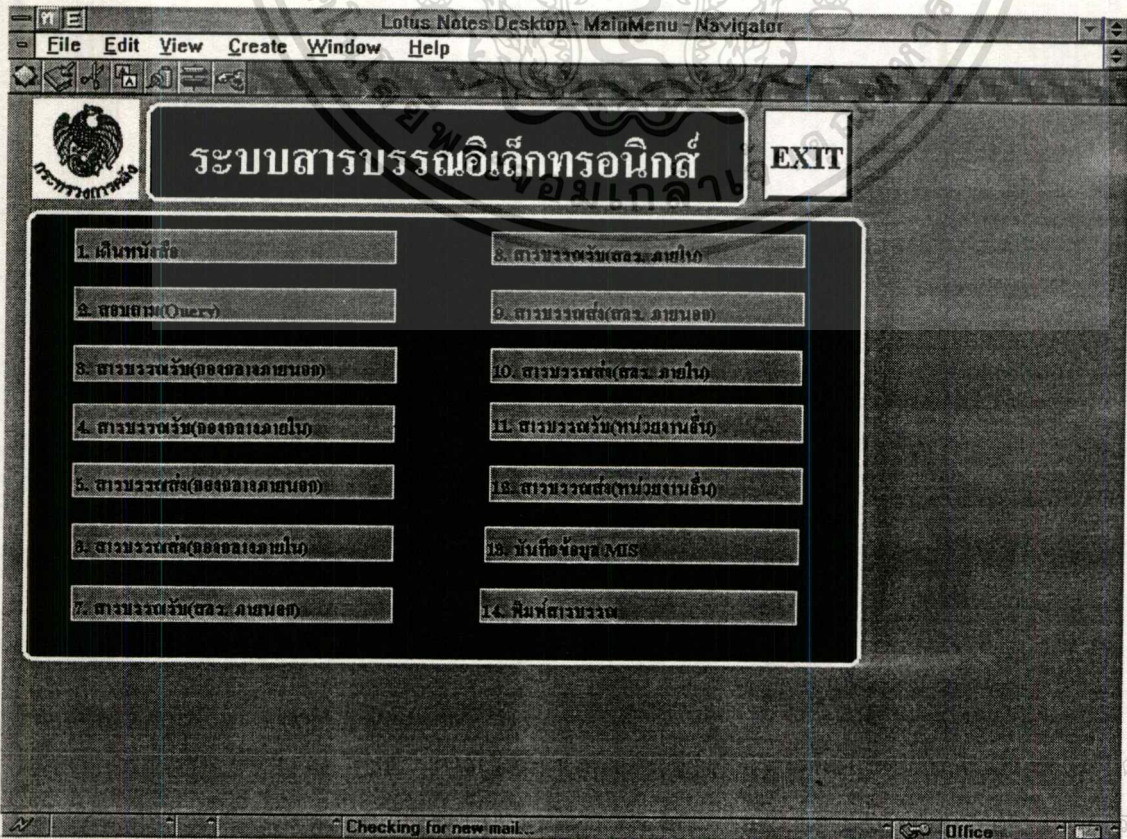 Lotus Notes Desktop - MainMenu - Navigator
File Edit View Create Window Help
กระทรวงการคลัง
ระบบสารบรรณอิเล็กทรอนิกส์
EXIT
1. เดินหนังสือ
2. สอบถาม(Query)
3. สารบรรณรับ(กองกลางภายนอก)
4. สารบรรณรับ(กองกลางภายใน)
5. สารบรรณส่ง(กองกลางภายนอก)
6. สารบรรณส่ง(กองกลางภายใน)
7. สารบรรณรับ(สลร. ภายนอก)
8. สารบรรณรับ(สลร. ภายใน)
9. สารบรรณส่ง(สลร. ภายนอก)
10. สารบรรณส่ง(สลร. ภายใน)
11. สารบรรณรับ(หน่วยงานอื่น)
12. สารบรรณส่ง(หน่วยงานอื่น)
13. บันทึกข้อมูล MIS
14. พิมพ์สารบรรณ
Checking for new mail...
Office